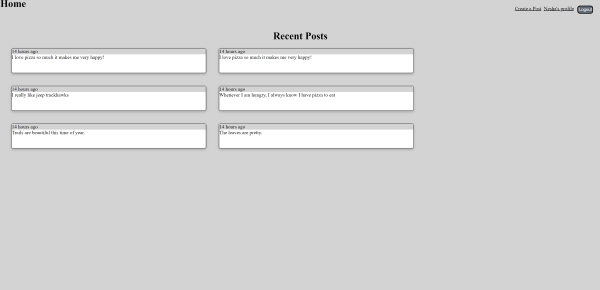 Home
Create a Post Nesha's profile Logout
Recent Posts
14 hours ago
I love pizza so much it makes me very happy!
14 hours ago
I love pizza so much it makes me very happy!
14 hours ago
I really like jeep trackhawks
14 hours ago
Whenever I am hungry, I always know I have pizza to eat
14 hours ago
Trails are beautiful this time of year.
14 hours ago
The leaves are pretty.